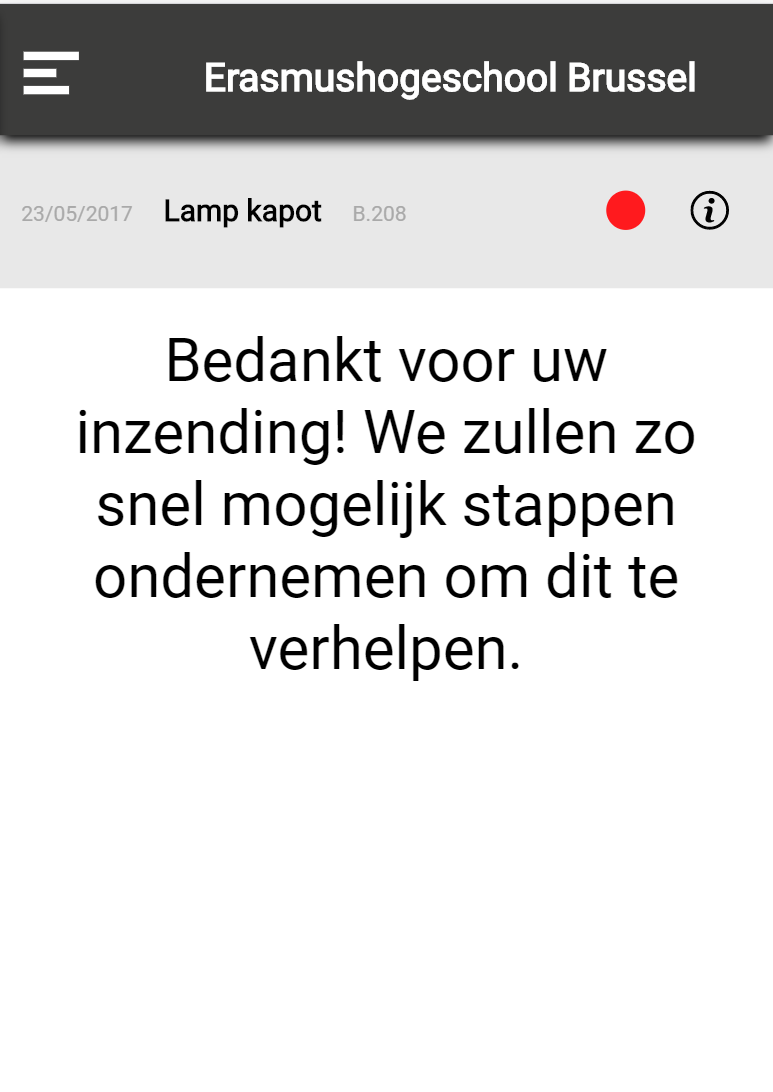 Erasmushogeschool Brussel
23/05/2017 Lamp kapot B.208
Bedankt voor uw
inzending! We zullen zo
snel mogelijk stappen
ondernemen om dit te
verhelpen.